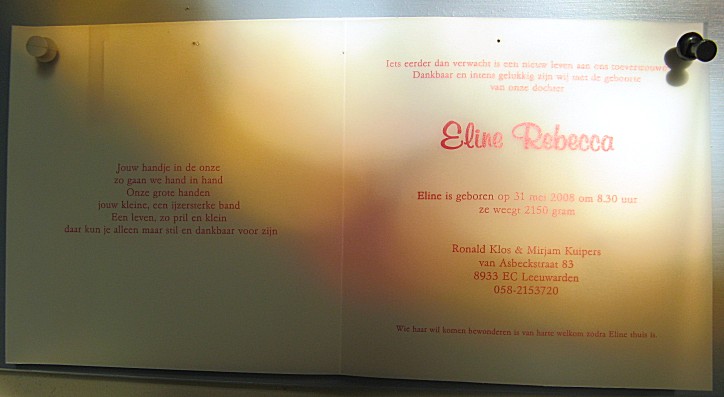 Jouw handje in de onze
zo gaan we hand in hand
Onze grote handen
jouw kleine, een ijzersterke band
Een leven, zo pril en klein
daar kun je alleen maar stil en dankbaar voor zijn
Iets eerder dan verwacht is een nieuw leven aan ons toevertrouwd
Dankbaar en intens gelukkig zijn wij met de geboorte
van onze dochter
Eline Rebecca
Eline is geboren op 31 mei 2008 om 8.30 uur
ze weegt 2150 gram
Ronald Klos & Mirjam Kuipers
van Asbeckstraat 83
8933 EC Leeuwarden
058-2153720
Wie haar wil komen bewonderen is van harte welkom zodra Eline thuis is.